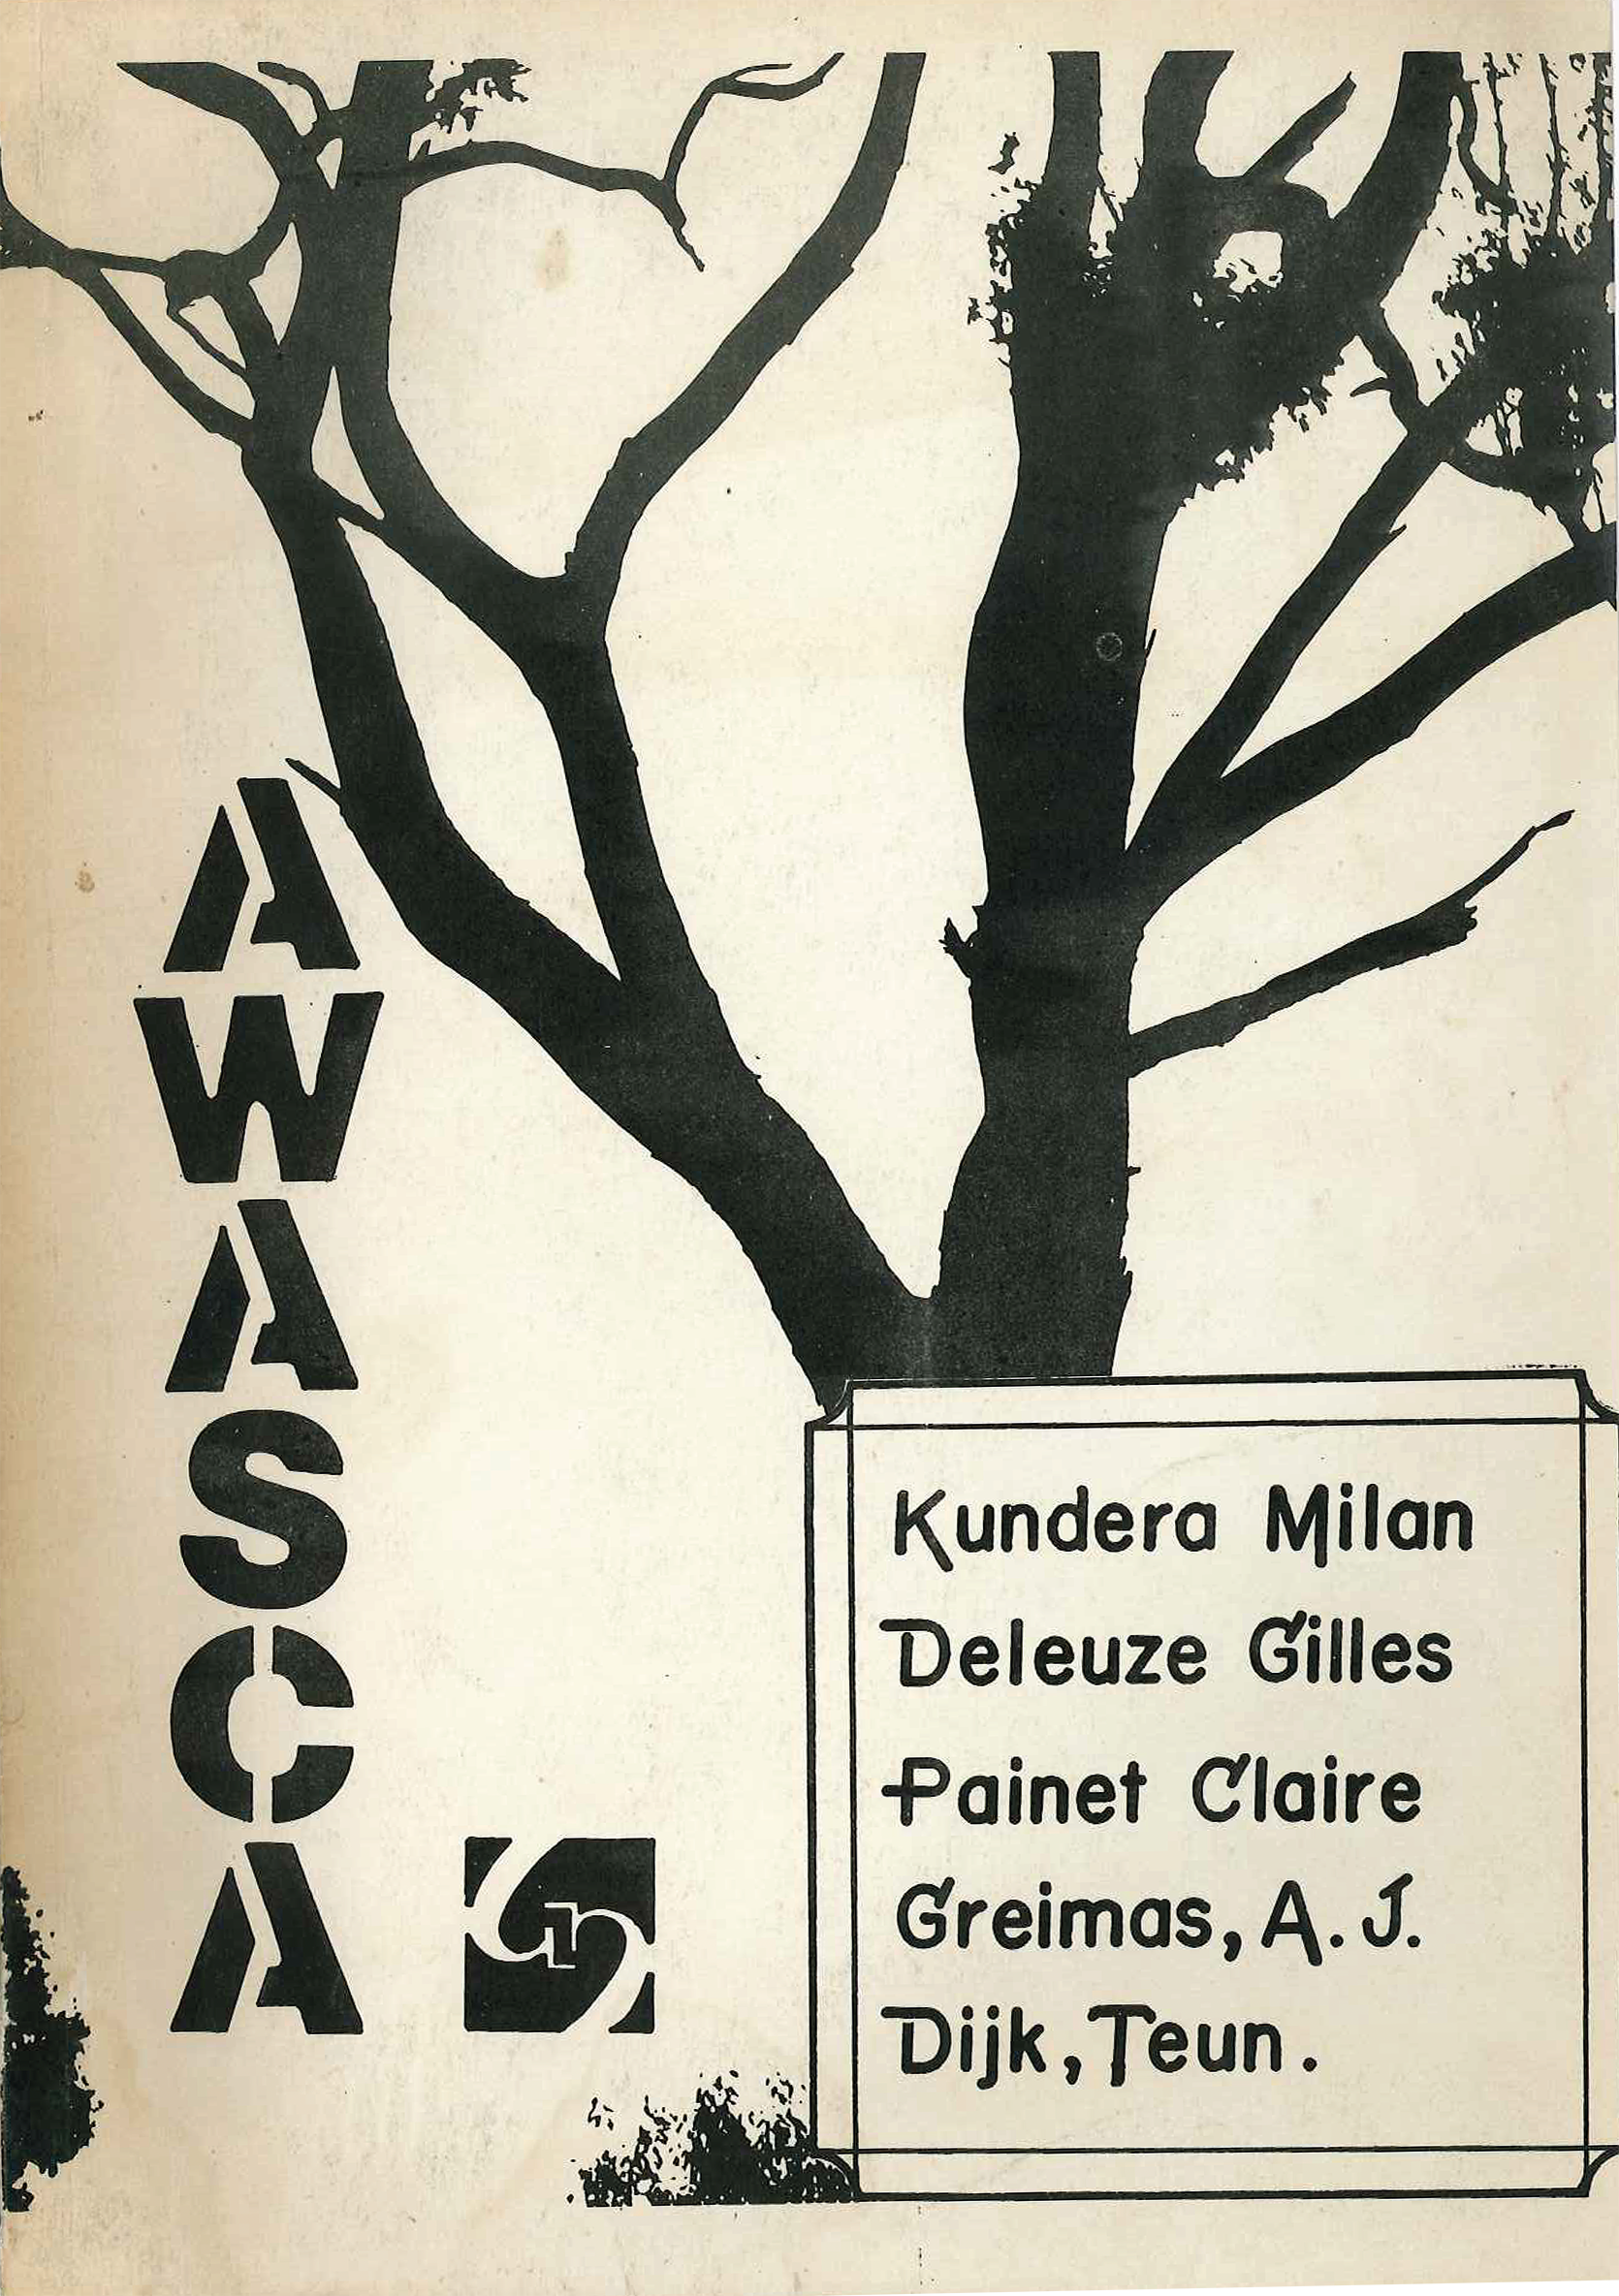 AWASCA
Kundera Milan
Deleuze Gilles
Painet Claire
Greimas, A. J.
Dijk, Teun.